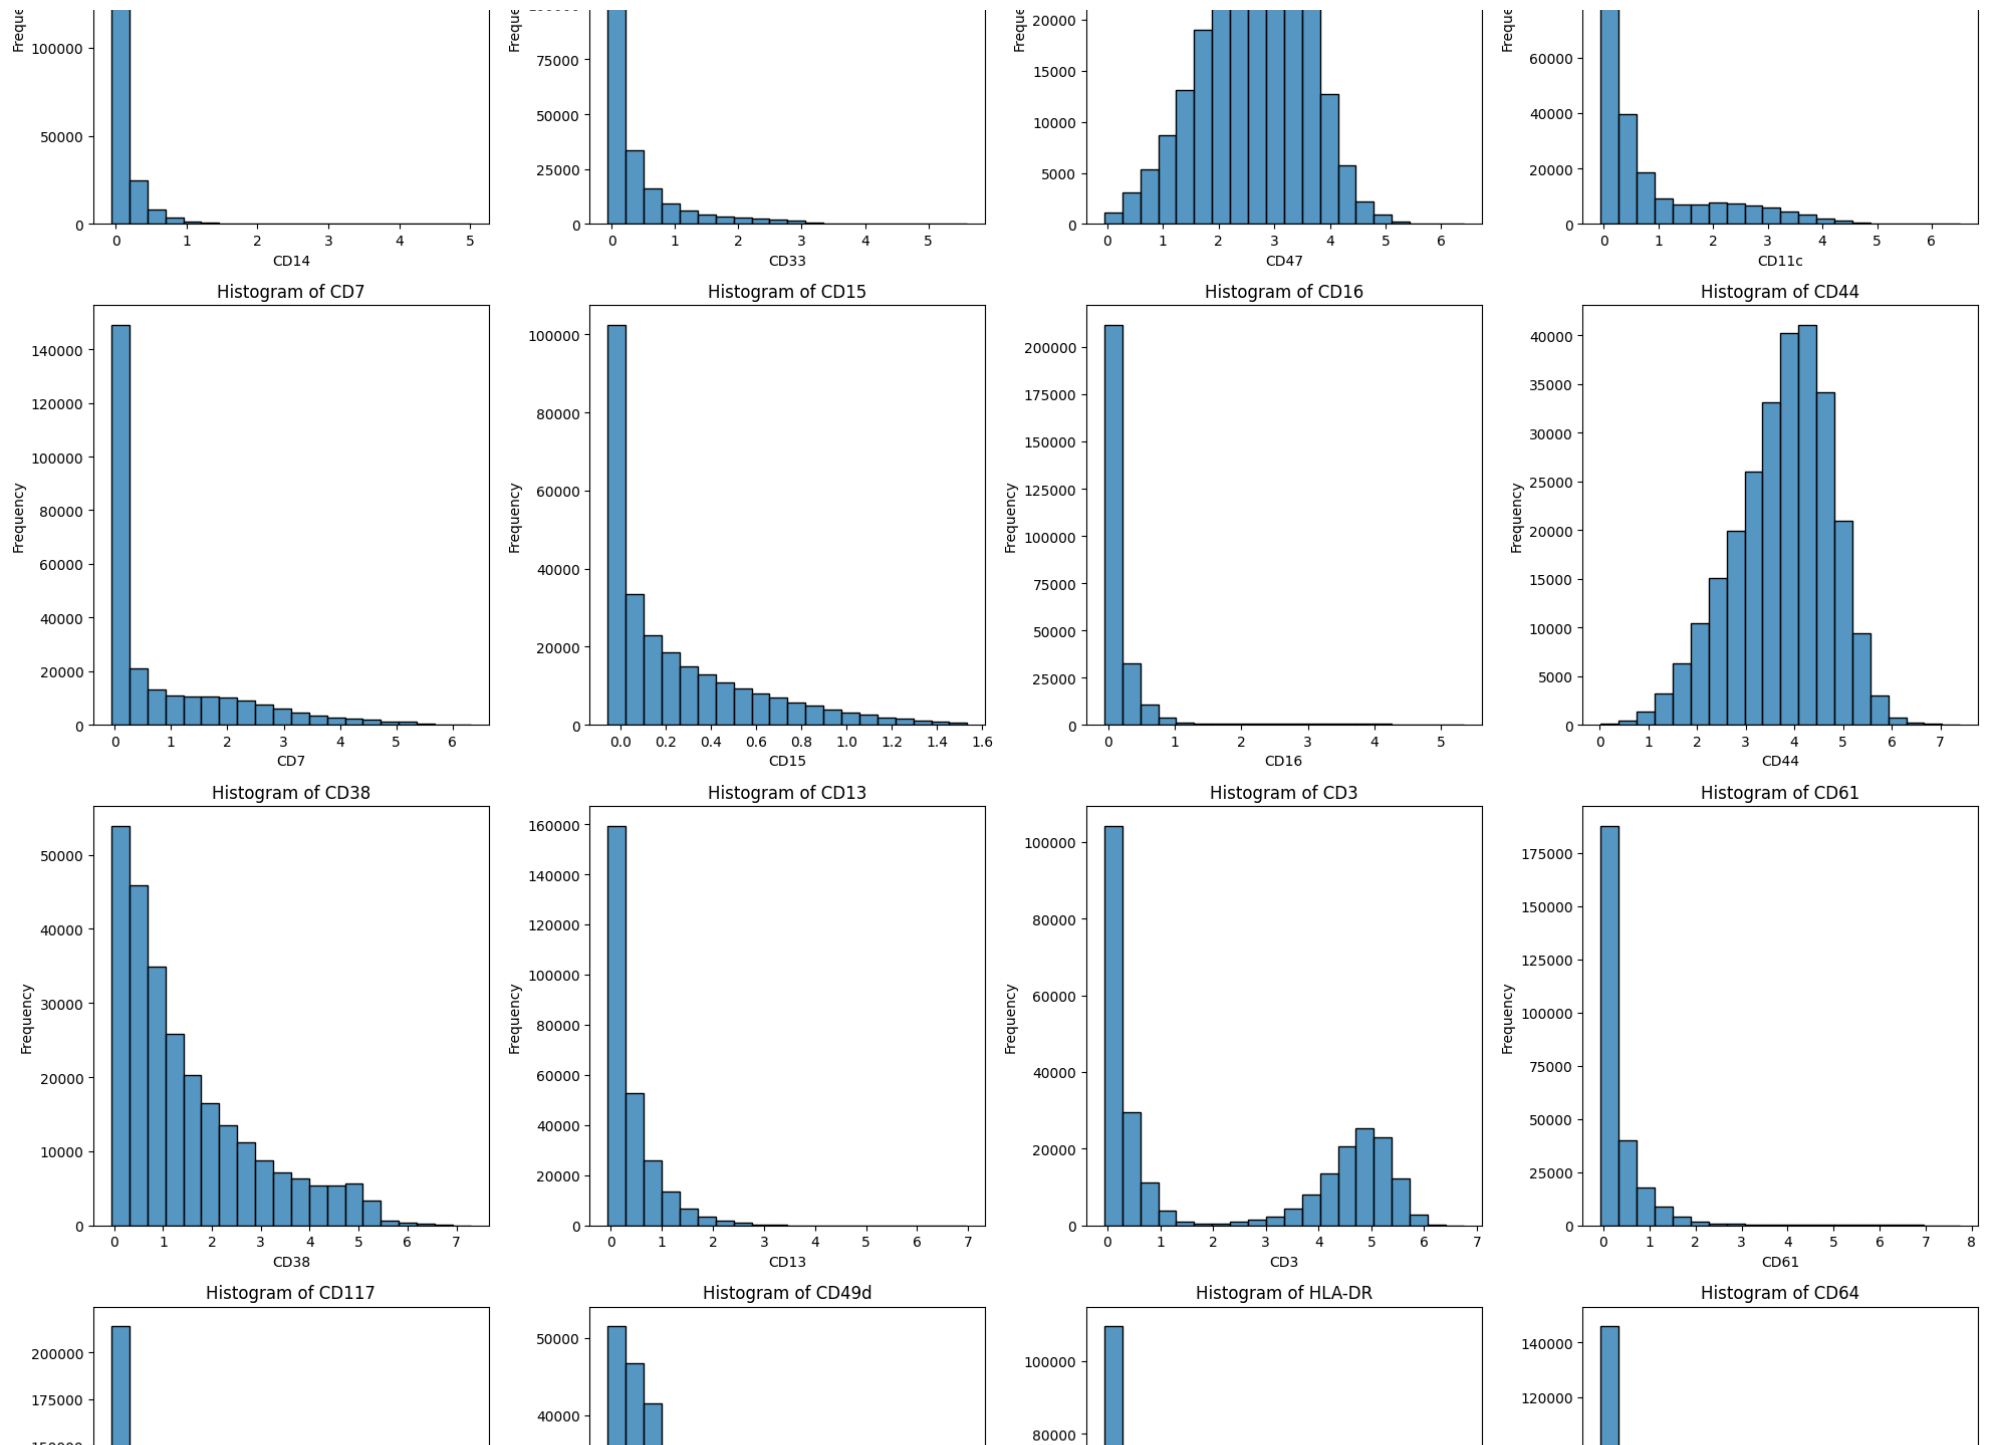 Freque
100000
50000
0
0 1 2 3 4 5
CD14
Freque
75000
50000
25000
0
0 1 2 3 4 5
CD33
Freque
20000
15000
10000
5000
0
0 1 2 3 4 5 6
CD47
Freque
60000
40000
20000
0
0 1 2 3 4 5 6
CD11c
Histogram of CD7
Frequency
140000
120000
100000
80000
60000
40000
20000
0
0 1 2 3 4 5 6
CD7
Histogram of CD15
Frequency
100000
80000
60000
40000
20000
0
0.0 0.2 0.4 0.6 0.8 1.0 1.2 1.4 1.6
CD15
Histogram of CD16
Frequency
200000
175000
150000
125000
100000
75000
50000
25000
0
0 1 2 3 4 5
CD16
Histogram of CD44
Frequency
40000
35000
30000
25000
20000
15000
10000
5000
0
0 1 2 3 4 5 6 7
CD44
Histogram of CD38
Frequency
50000
40000
30000
20000
10000
0
0 1 2 3 4 5 6 7
CD38
Histogram of CD13
Frequency
160000
140000
120000
100000
80000
60000
40000
20000
0
0 1 2 3 4 5 6 7
CD13
Histogram of CD3
Frequency
100000
80000
60000
40000
20000
0
0 1 2 3 4 5 6 7
CD3
Histogram of CD61
Frequency
175000
150000
125000
100000
75000
50000
25000
0
0 1 2 3 4 5 6 7 8
CD61
Histogram of CD117
200000
175000
Histogram of CD49d
50000
40000
Histogram of HLA-DR
100000
80000
Histogram of CD64
140000
120000